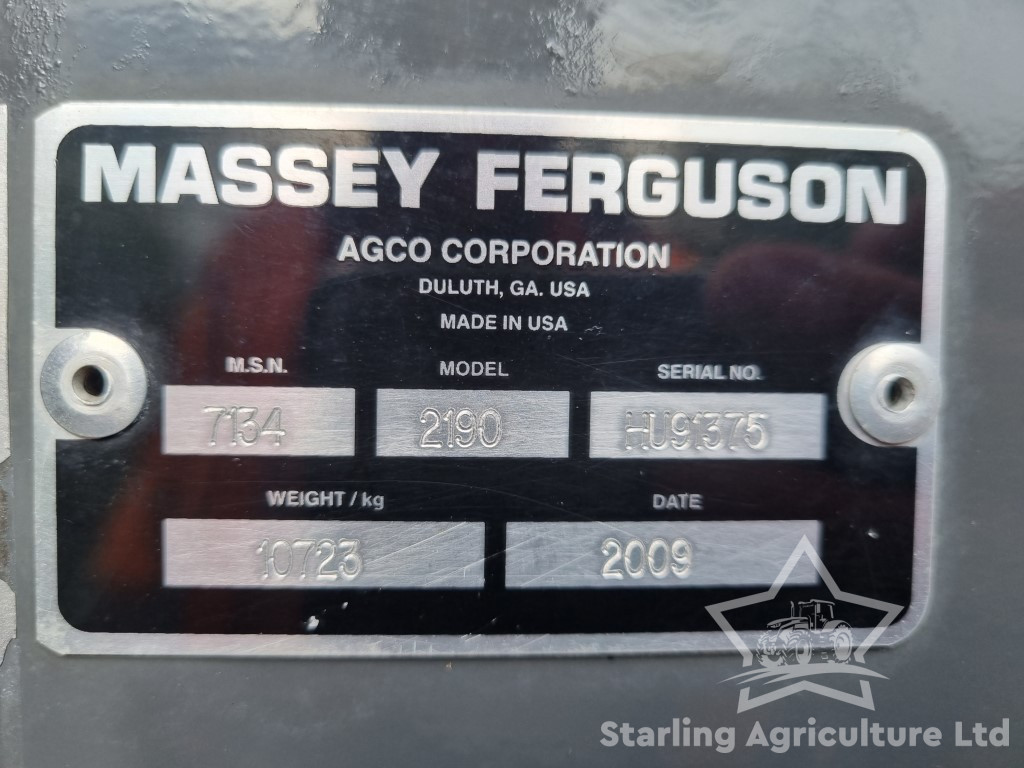 MASSEY FERGUSON
AGCO CORPORATION
DULUTH, GA. USA
MADE IN USA
M.S.N. MODEL SERIAL NO.
7134 2190 HU91375
WEIGHT / kg DATE
10723 2009
Starling Agriculture Ltd